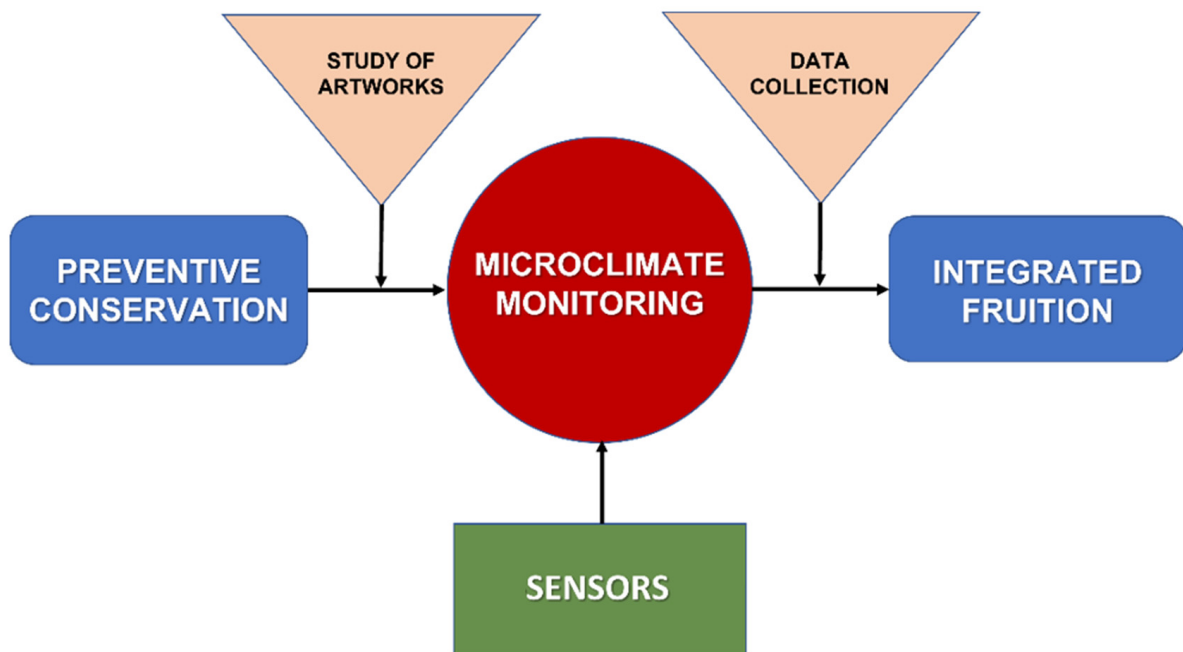 STUDY OF
ARTWORKS
DATA
COLLECTION
PREVENTIVE
CONSERVATION
MICROCLIMATE
MONITORING
INTEGRATED
FRUITION
SENSORS